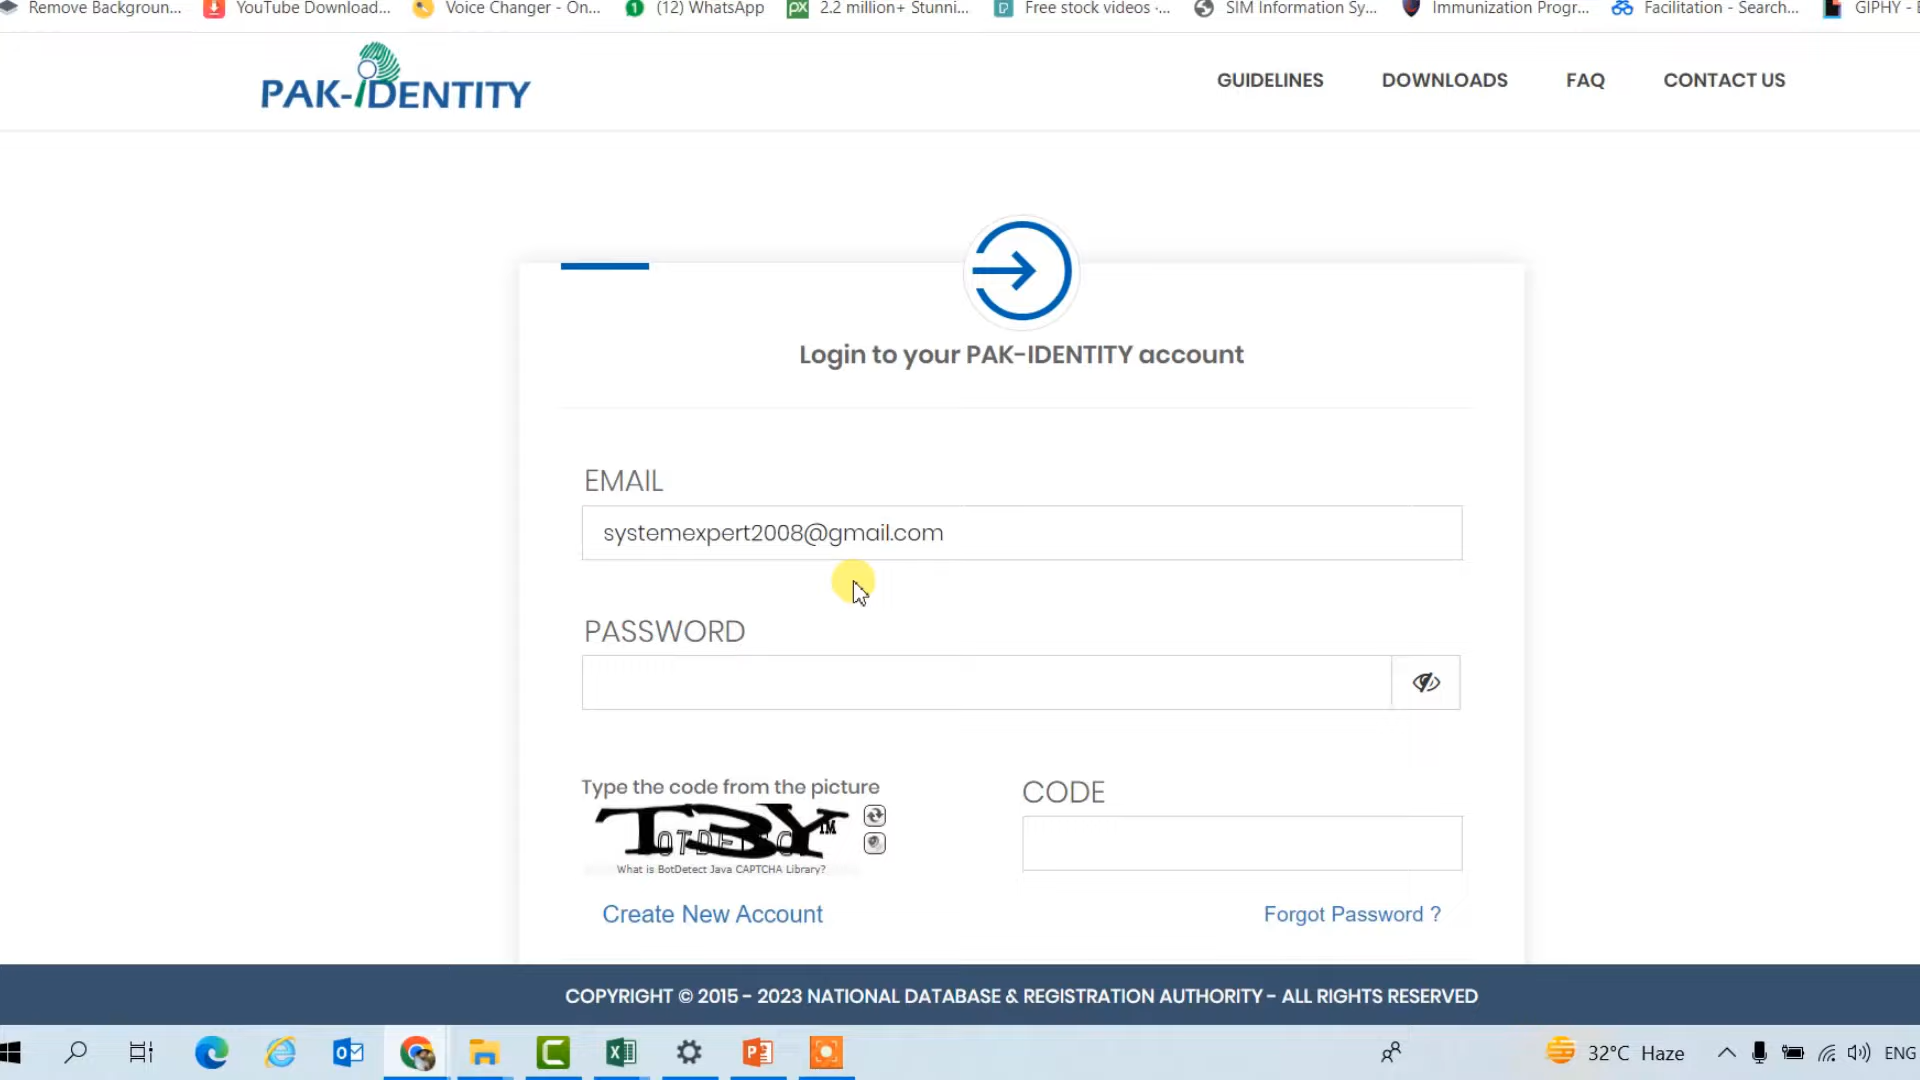 Remove Backgroun...
YouTube Download...
Voice Changer - On...
(12) WhatsApp
2.2 million+ Stunni...
Free stock videos ·...
SIM Information Sy...
Immunization Progr...
Facilitation - Search...
GIPHY -
PAK-IDENTITY
GUIDELINES
DOWNLOADS
FAQ
CONTACT US
Login to your PAK-IDENTITY account
EMAIL
systemexpert2008@gmail.com
PASSWORD
Type the code from the picture
CODE
T3Y
TM
What is BotDetect Java CAPTCHA Library?
Create New Account
Forgot Password ?
COPYRIGHT © 2015 - 2023 NATIONAL DATABASE & REGISTRATION AUTHORITY - ALL RIGHTS RESERVED
32°C Haze
ENG